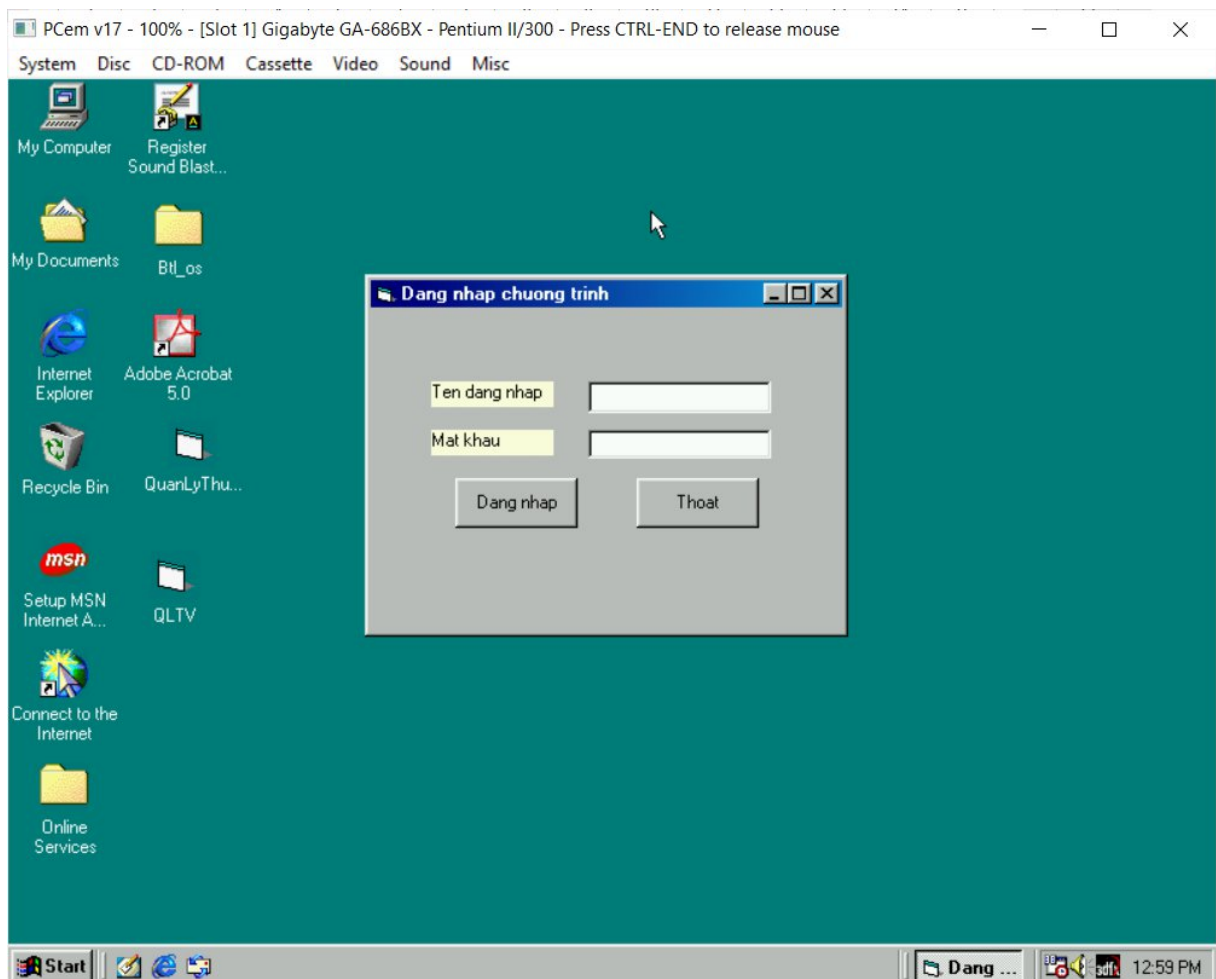 PCem v17 - 100% - [Slot 1] Gigabyte GA-686BX - Pentium II/300 - Press CTRL-END to release mouse
System Disc CD-ROM Cassette Video Sound Misc
My Computer
Register
Sound Blast...
My Documents
Btl_os
Internet
Explorer
Adobe Acrobat
5.0
Recycle Bin
QuanLyThu...
msn
Setup MSN
Internet A...
QLTV
Connect to the
Internet
Online
Services
Dang nhap chuong trinh
Ten dang nhap
Mat khau
Dang nhap
Thoat
Start
Dang ...
12:59 PM